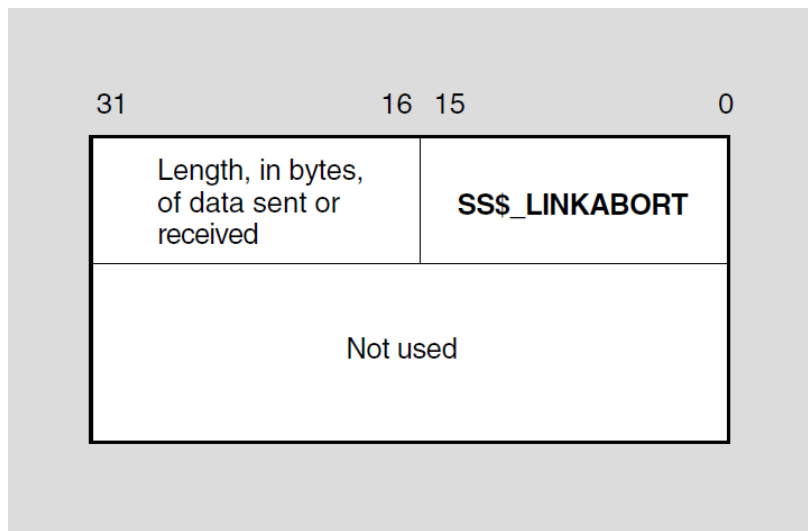 31 16 15 0
Length, in bytes,
of data sent or
received
SS$_LINKABORT
Not used